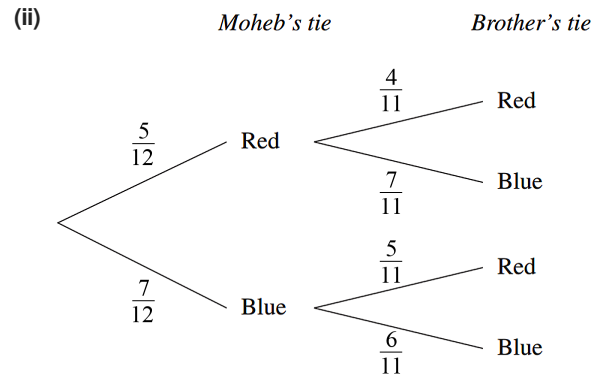 (ii) Moheb's tie Brother's tie
4/11 Red
5/12 Red
7/11 Blue
5/11 Red
7/12 Blue
6/11 Blue